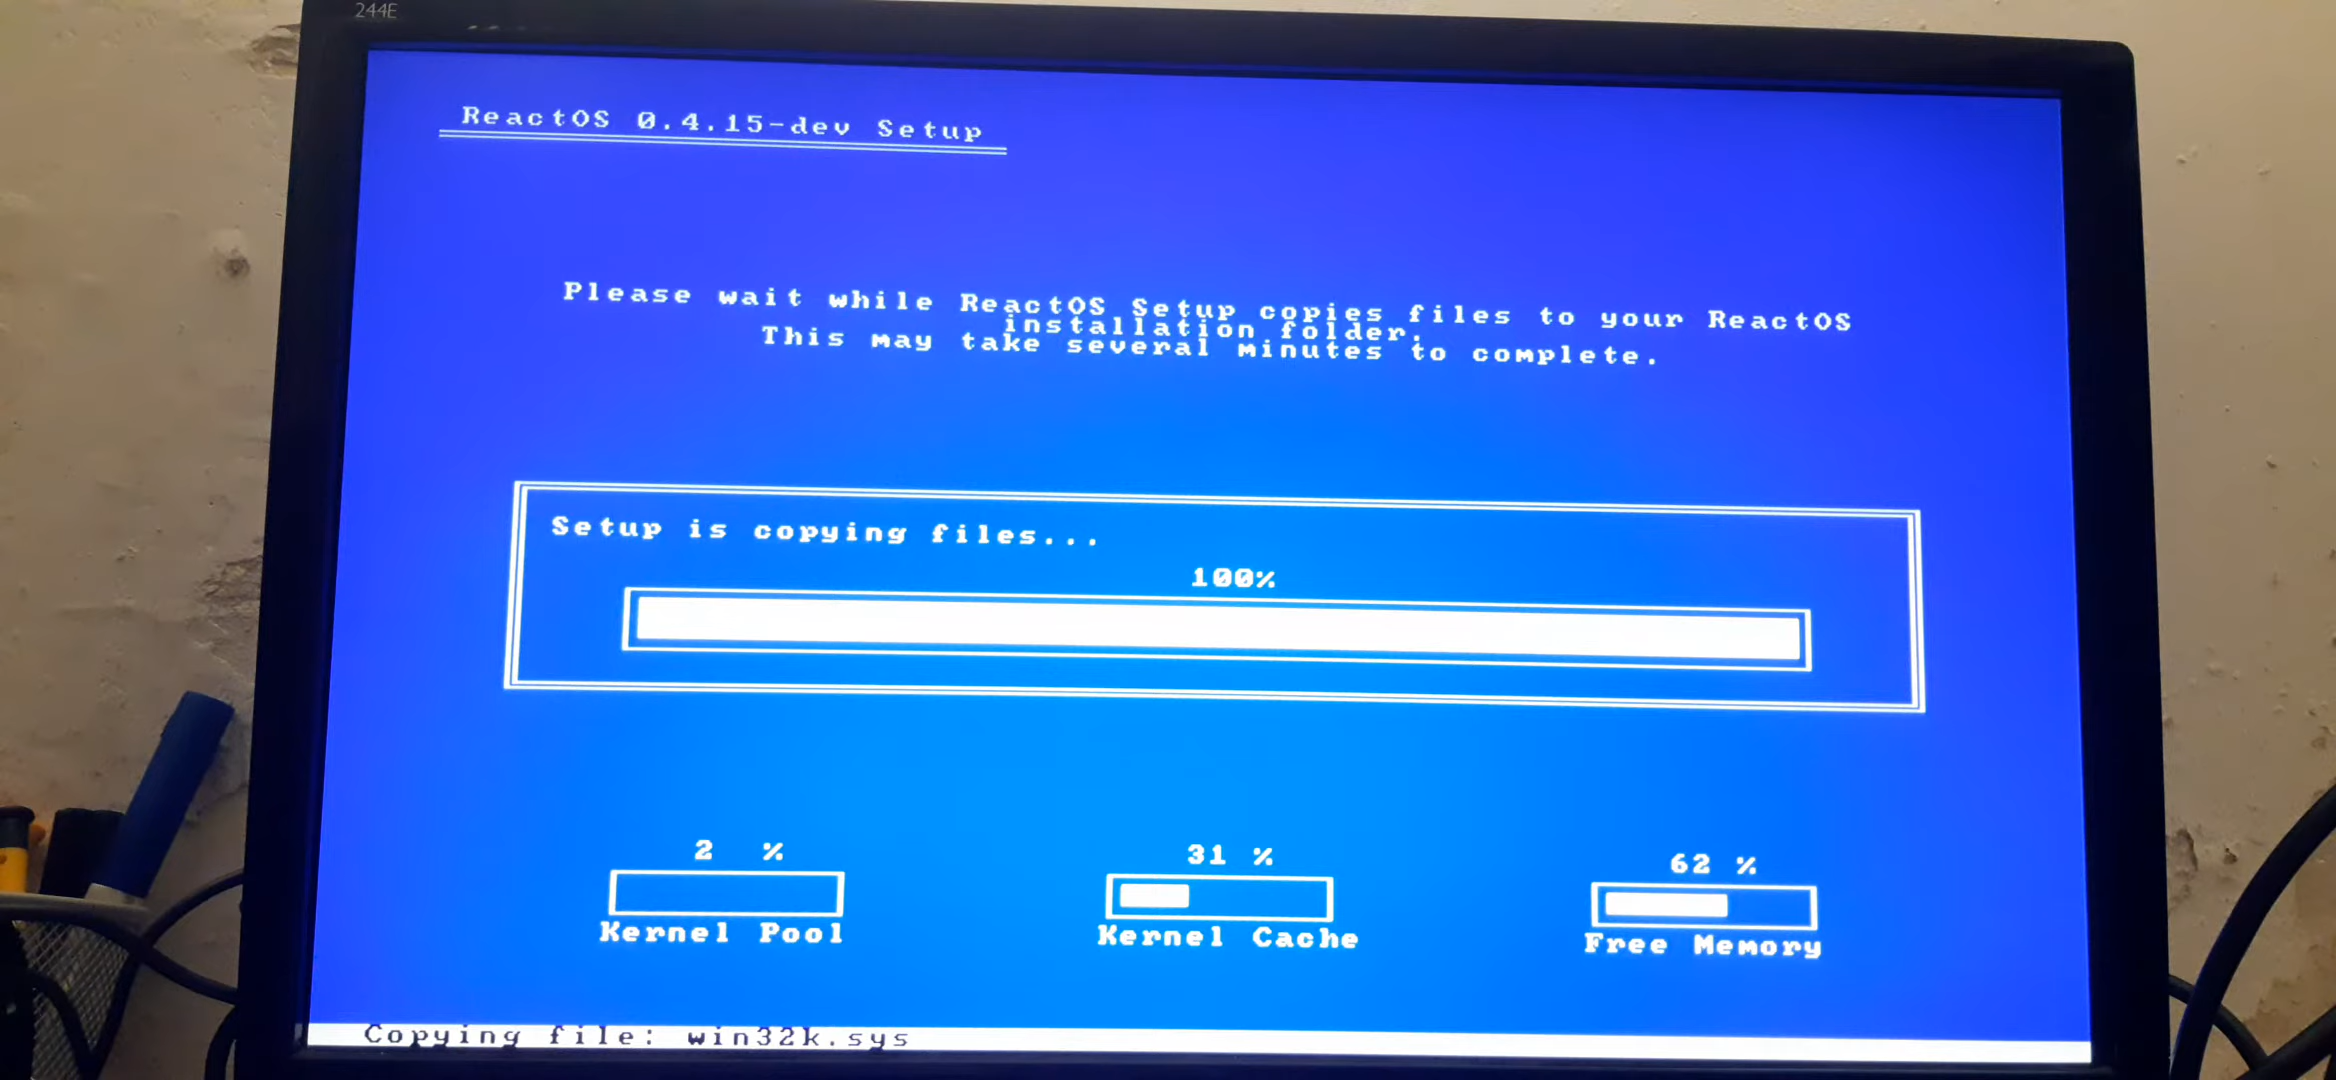 244E
ReactOS 0.4.15-dev Setup
Please wait while ReactOS Setup copies files to your ReactOS
installation folder.
This may take several minutes to complete.
Setup is copying files...
100%
2 %
Kernel Pool
31 %
Kernel Cache
62 %
Free Memory
Copying file: win32k.sys